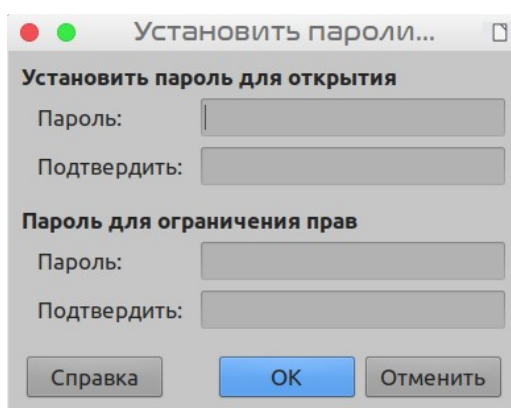 Установить пароли...
Установить пароль для открытия
Пароль:
Подтвердить:
Пароль для ограничения прав
Пароль:
Подтвердить:
Справка OK Отменить